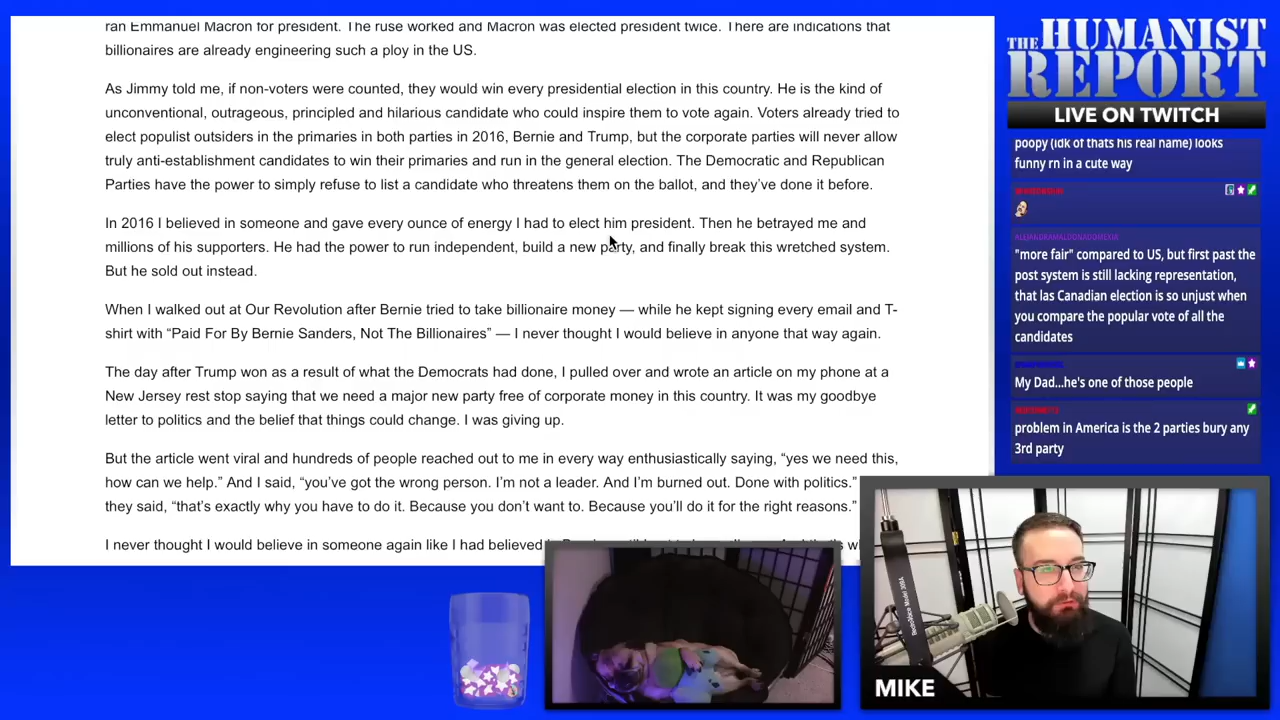 ran Emmanuel Macron for president. The ruse worked and Macron was elected president twice. There are indications that
billionaires are already engineering such a ploy in the US.
As Jimmy told me, if non-voters were counted, they would win every presidential election in this country. He is the kind of
unconventional, outrageous, principled and hilarious candidate who could inspire them to vote again. Voters already tried to
elect populist outsiders in the primaries in both parties in 2016, Bernie and Trump, but the corporate parties will never allow
truly anti-establishment candidates to win their primaries and run in the general election. The Democratic and Republican
Parties have the power to simply refuse to list a candidate who threatens them on the ballot, and they’ve done it before.
In 2016 I believed in someone and gave every ounce of energy I had to elect him president. Then he betrayed me and
millions of his supporters. He had the power to run independent, build a new party, and finally break this wretched system.
But he sold out instead.
When I walked out at Our Revolution after Bernie tried to take billionaire money — while he kept signing every email and T-
shirt with “Paid For By Bernie Sanders, Not The Billionaires” — I never thought I would believe in anyone that way again.
The day after Trump won as a result of what the Democrats had done, I pulled over and wrote an article on my phone at a
New Jersey rest stop saying that we need a major new party free of corporate money in this country. It was my goodbye
letter to politics and the belief that things could change. I was giving up.
But the article went viral and hundreds of people reached out to me in every way enthusiastically saying, “yes we need this,
how can we help.” And I said, “you’ve got the wrong person. I’m not a leader. And I’m burned out. Done with politics.”
they said, “that’s exactly why you have to do it. Because you don’t want to. Because you’ll do it for the right reasons.”
I never thought I would believe in someone again like I had believed
THE HUMANIST
REPORT
LIVE ON TWITCH
poopy (idk of thats his real name) looks
funny rn in a cute way
ALEJANDRAMALDONADOMEXIA
"more fair" compared to US, but first past the
post system is still lacking representation,
that las Canadian election is so unjust when
you compare the popular vote of all the
candidates
My Dad...he's one of those people
problem in America is the 2 parties bury any
3rd party
MIKE